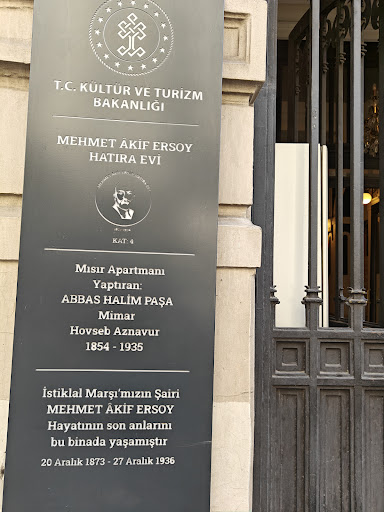 T.C. KÜLTÜR VE TURİZM
BAKANLIĞI
MEHMET ÂKİF ERSOY
HATIRA EVİ
KAT: 4
Mısır Apartmanı
Yaptıran:
ABBAS HALİM PAŞA
Mimar
Hovseb Aznavur
1854 - 1935
İstiklal Marşı'mızın Şairi
MEHMET ÂKİF ERSOY
Hayatının son anlarını
bu binada yaşamıştır
20 Aralık 1873 - 27 Aralık 1936